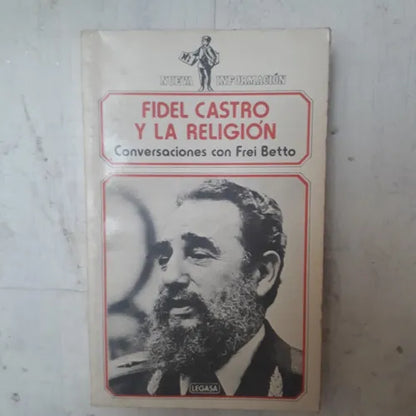 NUEVA INFORMACIÓN
FIDEL CASTRO
Y LA RELIGIÓN
Conversaciones con Frei Betto
LEGASA